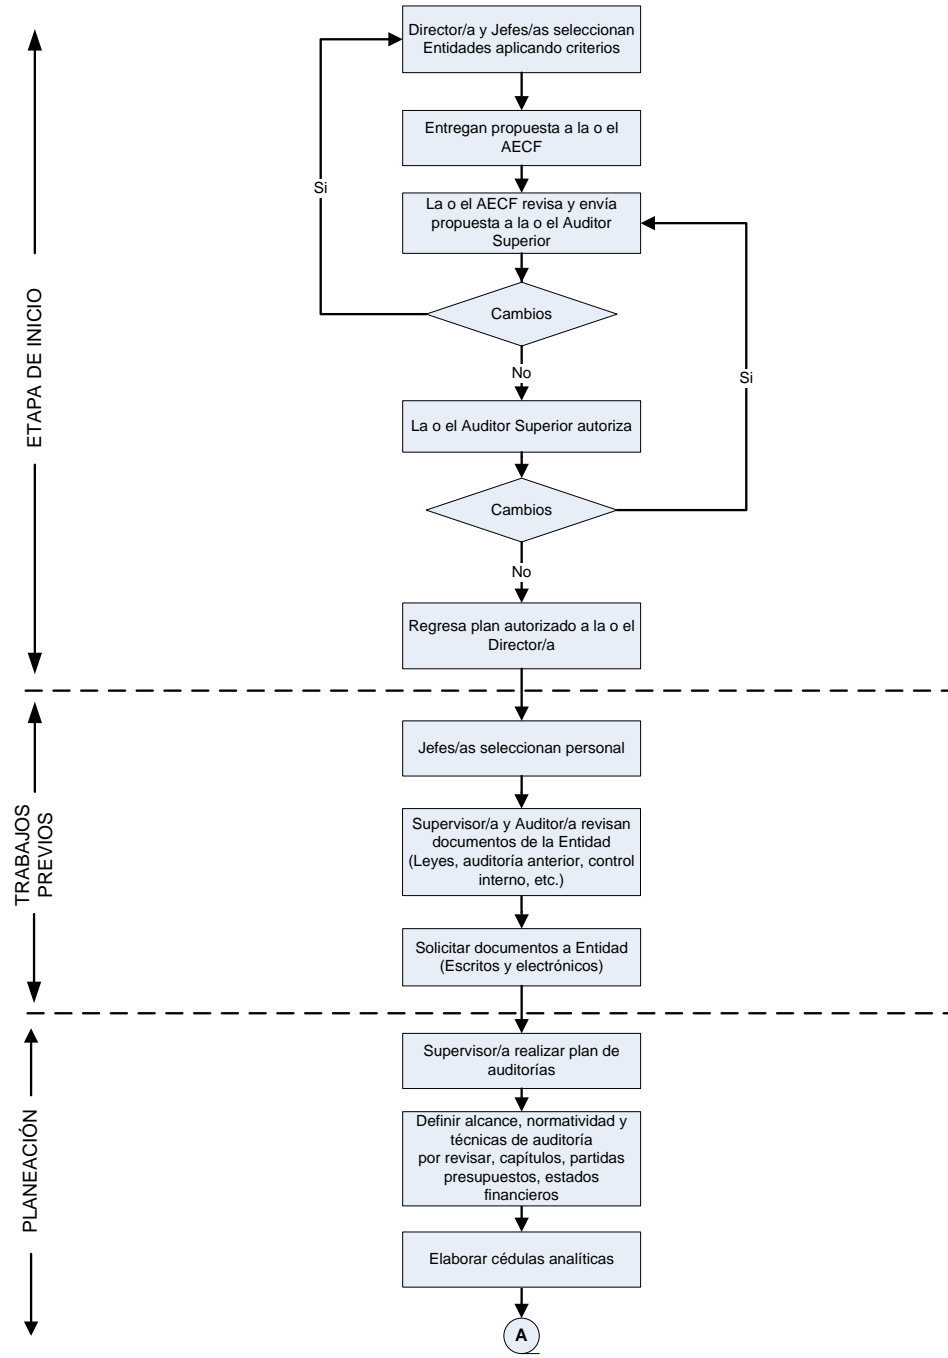 Director/a y Jefes/as seleccionan
Entidades aplicando criterios
Entregan propuesta a la o el
AECF
Si
La o el AECF revisa y envía
propuesta a la o el Auditor
Superior
Cambios
No
Si
La o el Auditor Superior autoriza
Cambios
No
Regresa plan autorizado a la o el
Director/a
ETAPA DE INICIO
Jefes/as seleccionan personal
Supervisor/a y Auditor/a revisan
documentos de la Entidad
(Leyes, auditoría anterior, control
interno, etc.)
Solicitar documentos a Entidad
(Escritos y electrónicos)
TRABAJOS
PREVIOS
Supervisor/a realizar plan de
auditorías
Definir alcance, normatividad y
técnicas de auditoría
por revisar, capítulos, partidas
presupuestos, estados
financieros
Elaborar cédulas analíticas
A
PLANEACIÓN